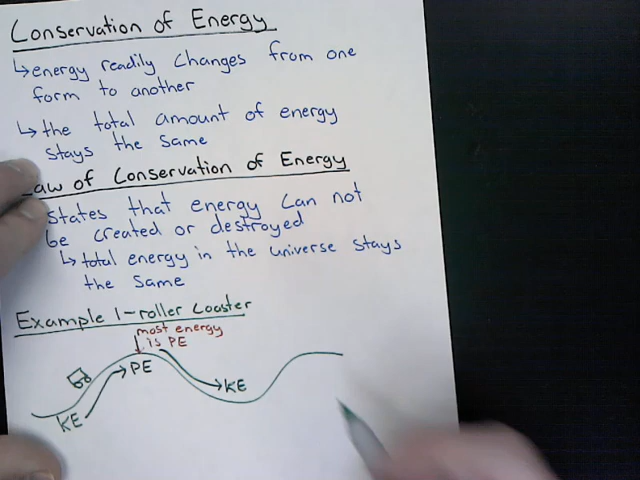 Conservation of Energy
↳energy readily changes from one
form to another
↳the total amount of energy
stays the same
Law of Conservation of Energy
states that energy can not
be created or destroyed
↳total energy in the universe stays
the same
Example 1-roller coaster
most energy
is PE
PE
KE
KE